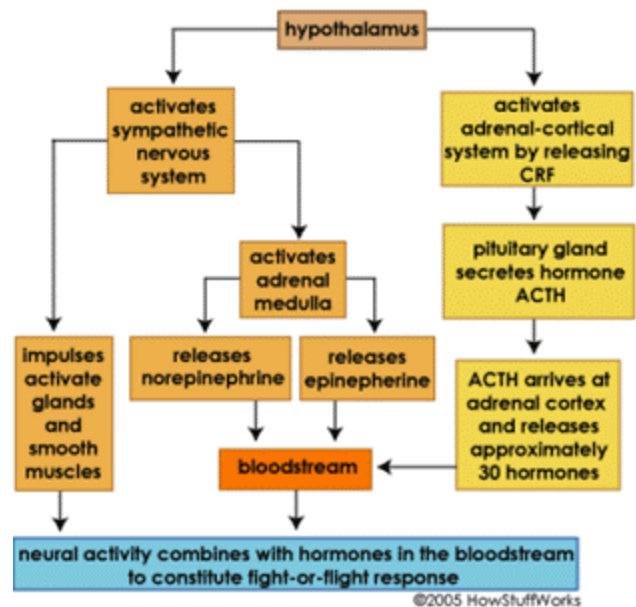 hypothalamus
activates
sympathetic
nervous
system
activates
adrenal-cortical
system by releasing
CRF
activates
adrenal
medulla
pituitary gland
secretes hormone
ACTH
impulses
activate
glands
and
smooth
muscles
releases
norepinephrine
releases
epinepherine
ACTH arrives at
adrenal cortex
and releases
approximately
30 hormones
bloodstream
neural activity combines with hormones in the bloodstream
to constitute fight-or-flight response
©2005 HowStuffWorks